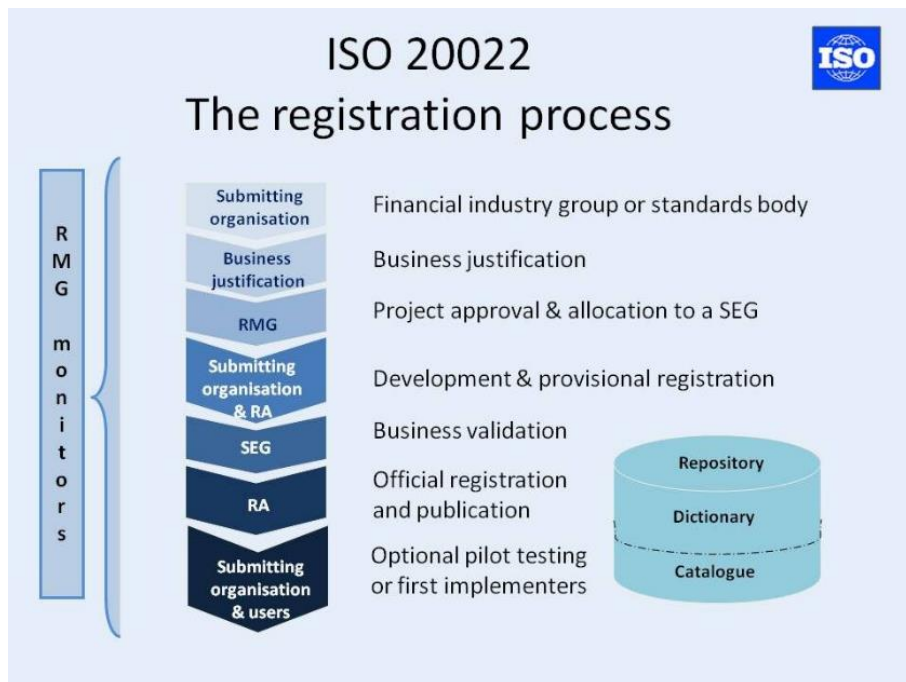 ISO 20022
The registration process
ISO
RMG monitors
Submitting
organisation
Financial industry group or standards body
Business
justification
Business justification
RMG
Project approval & allocation to a SEG
Submitting
organisation
& RA
Development & provisional registration
SEG
Business validation
RA
Official registration
and publication
Submitting
organisation
& users
Optional pilot testing
or first implementers
Repository
Dictionary
Catalogue